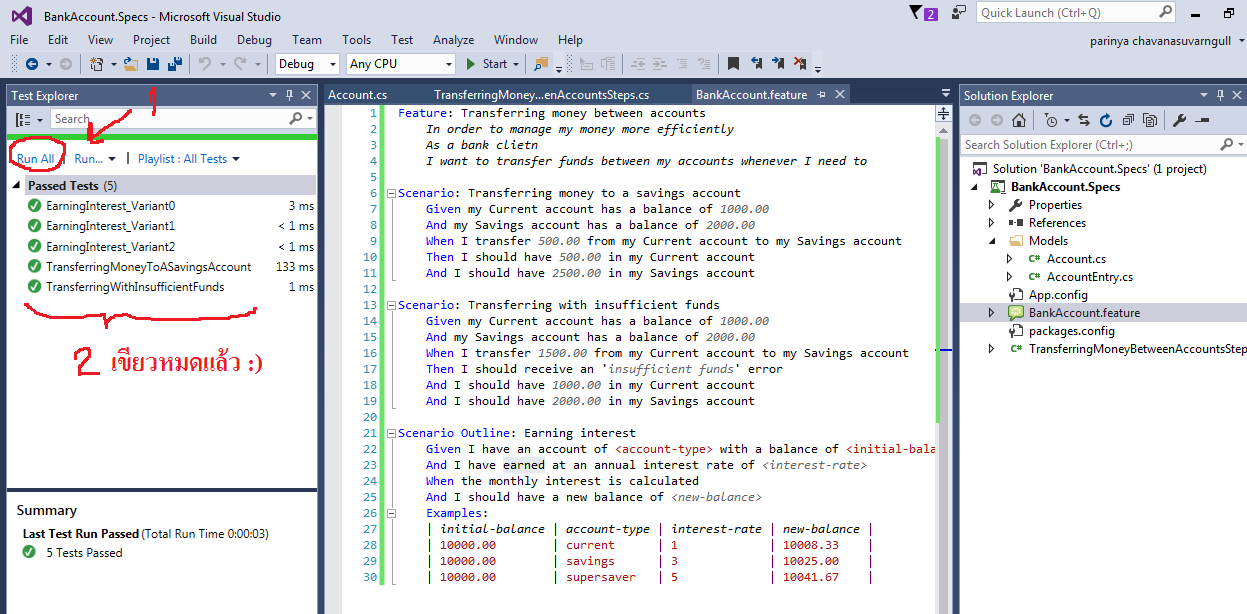 BankAccount.Specs - Microsoft Visual Studio
2
Quick Launch (Ctrl+Q)
File Edit View Project Build Debug Team Tools Test Analyze Window Help
parinya chavanasuvarngull
Debug Any CPU Start
Test Explorer
Search
1
Run All | Run... | Playlist : All Tests
Passed Tests (5)
EarningInterest_Variant0 3 ms
EarningInterest_Variant1 < 1 ms
EarningInterest_Variant2 < 1 ms
TransferringMoneyToASavingsAccount 133 ms
TransferringWithInsufficientFunds 1 ms
2 เขียวหมดแล้ว :)
Summary
Last Test Run Passed (Total Run Time 0:00:03)
5 Tests Passed
Account.cs TransferringMoney...enAccountsSteps.cs BankAccount.feature
1 Feature: Transferring money between accounts
2 In order to manage my money more efficiently
3 As a bank clietn
4 I want to transfer funds between my accounts whenever I need to
5
6 Scenario: Transferring money to a savings account
7 Given my Current account has a balance of 1000.00
8 And my Savings account has a balance of 2000.00
9 When I transfer 500.00 from my Current account to my Savings account
10 Then I should have 500.00 in my Current account
11 And I should have 2500.00 in my Savings account
12
13 Scenario: Transferring with insufficient funds
14 Given my Current account has a balance of 1000.00
15 And my Savings account has a balance of 2000.00
16 When I transfer 1500.00 from my Current account to my Savings account
17 Then I should receive an 'insufficient funds' error
18 And I should have 1000.00 in my Current account
19 And I should have 2000.00 in my Savings account
20
21 Scenario Outline: Earning interest
22 Given I have an account of <account-type> with a balance of <initial-bala
23 And I have earned at an annual interest rate of <interest-rate>
24 When the monthly interest is calculated
25 And I should have a new balance of <new-balance>
26 Examples:
27 | initial-balance | account-type | interest-rate | new-balance |
28 | 10000.00 | current | 1 | 10008.33 |
29 | 10000.00 | savings | 3 | 10025.00 |
30 | 10000.00 | supersaver | 5 | 10041.67 |
Solution Explorer
Search Solution Explorer (Ctrl+;)
Solution 'BankAccount.Specs' (1 project)
BankAccount.Specs
Properties
References
Models
Account.cs
AccountEntry.cs
App.config
BankAccount.feature
packages.config
TransferringMoneyBetweenAccountsStep